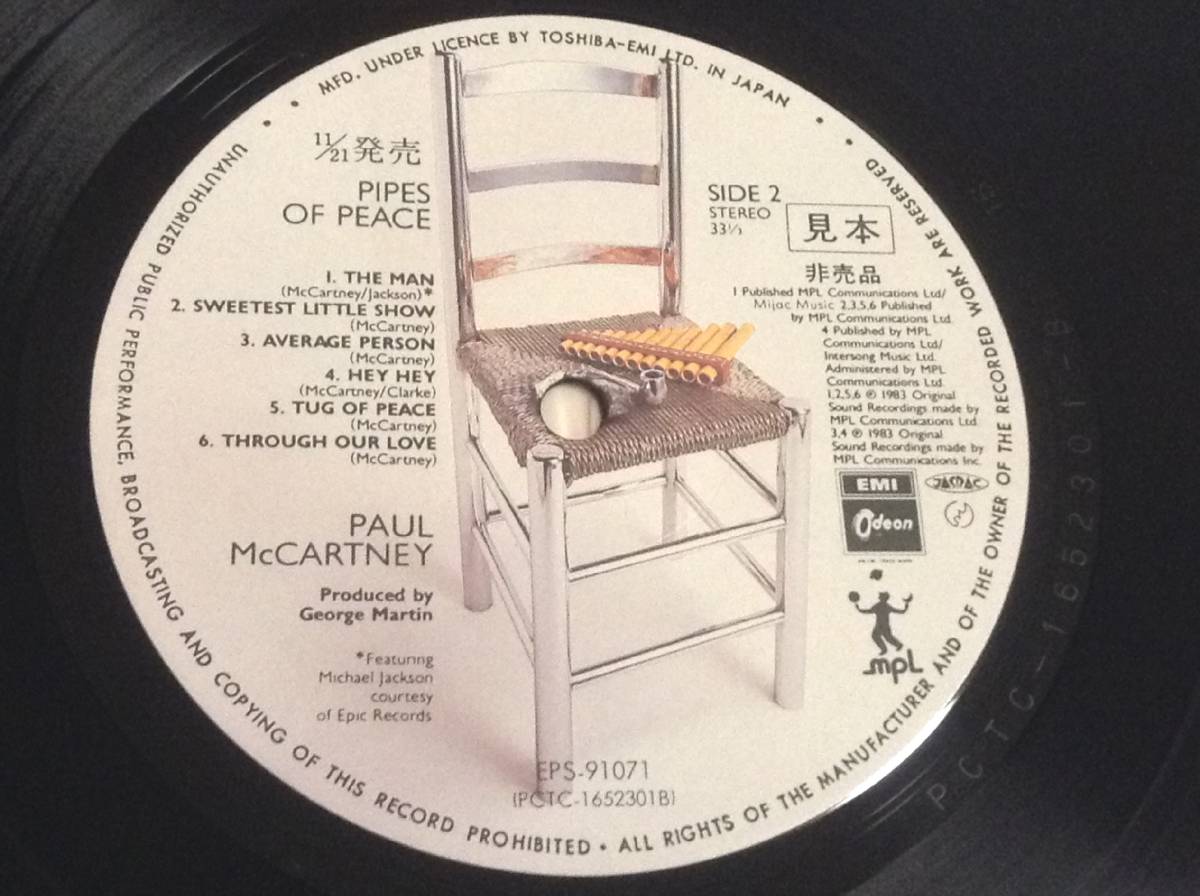 MFD. UNDER LICENCE BY TOSHIBA-EMI LTD. IN JAPAN
11/21発売
PIPES
OF PEACE
1. THE MAN
(McCartney/Jackson)*
2. SWEETEST LITTLE SHOW
(McCartney)
3. AVERAGE PERSON
(McCartney)
4. HEY HEY
(McCartney/Clarke)
5. TUG OF PEACE
(McCartney)
6. THROUGH OUR LOVE
(McCartney)
PAUL
McCARTNEY
Produced by
George Martin
*Featuring
Michael Jackson
courtesy
of Epic Records
SIDE 2
STEREO
33⅓
見本
非売品
1 Published MPL Communications Ltd/
Mijac Music 2,3,5,6 Published
by MPL Communications Ltd.
4 Published by MPL
Communications Ltd/
Intersong Music Ltd.
Administered by MPL
Communications Ltd.
1,2,5,6 ℗ 1983 Original
Sound Recordings made by
MPL Communications Ltd.
3,4 ℗ 1983 Original
Sound Recordings made by
MPL Communications Inc.
EMI
JASRAC
Odeon
mpL
EPS-91071
(PCTC-1652301B)
UNAUTHORIZED PUBLIC PERFORMANCE, BROADCASTING AND COPYING OF THIS RECORD PROHIBITED • ALL RIGHTS OF THE MANUFACTURER AND OF THE OWNER OF THE RECORDED WORK ARE RESERVED